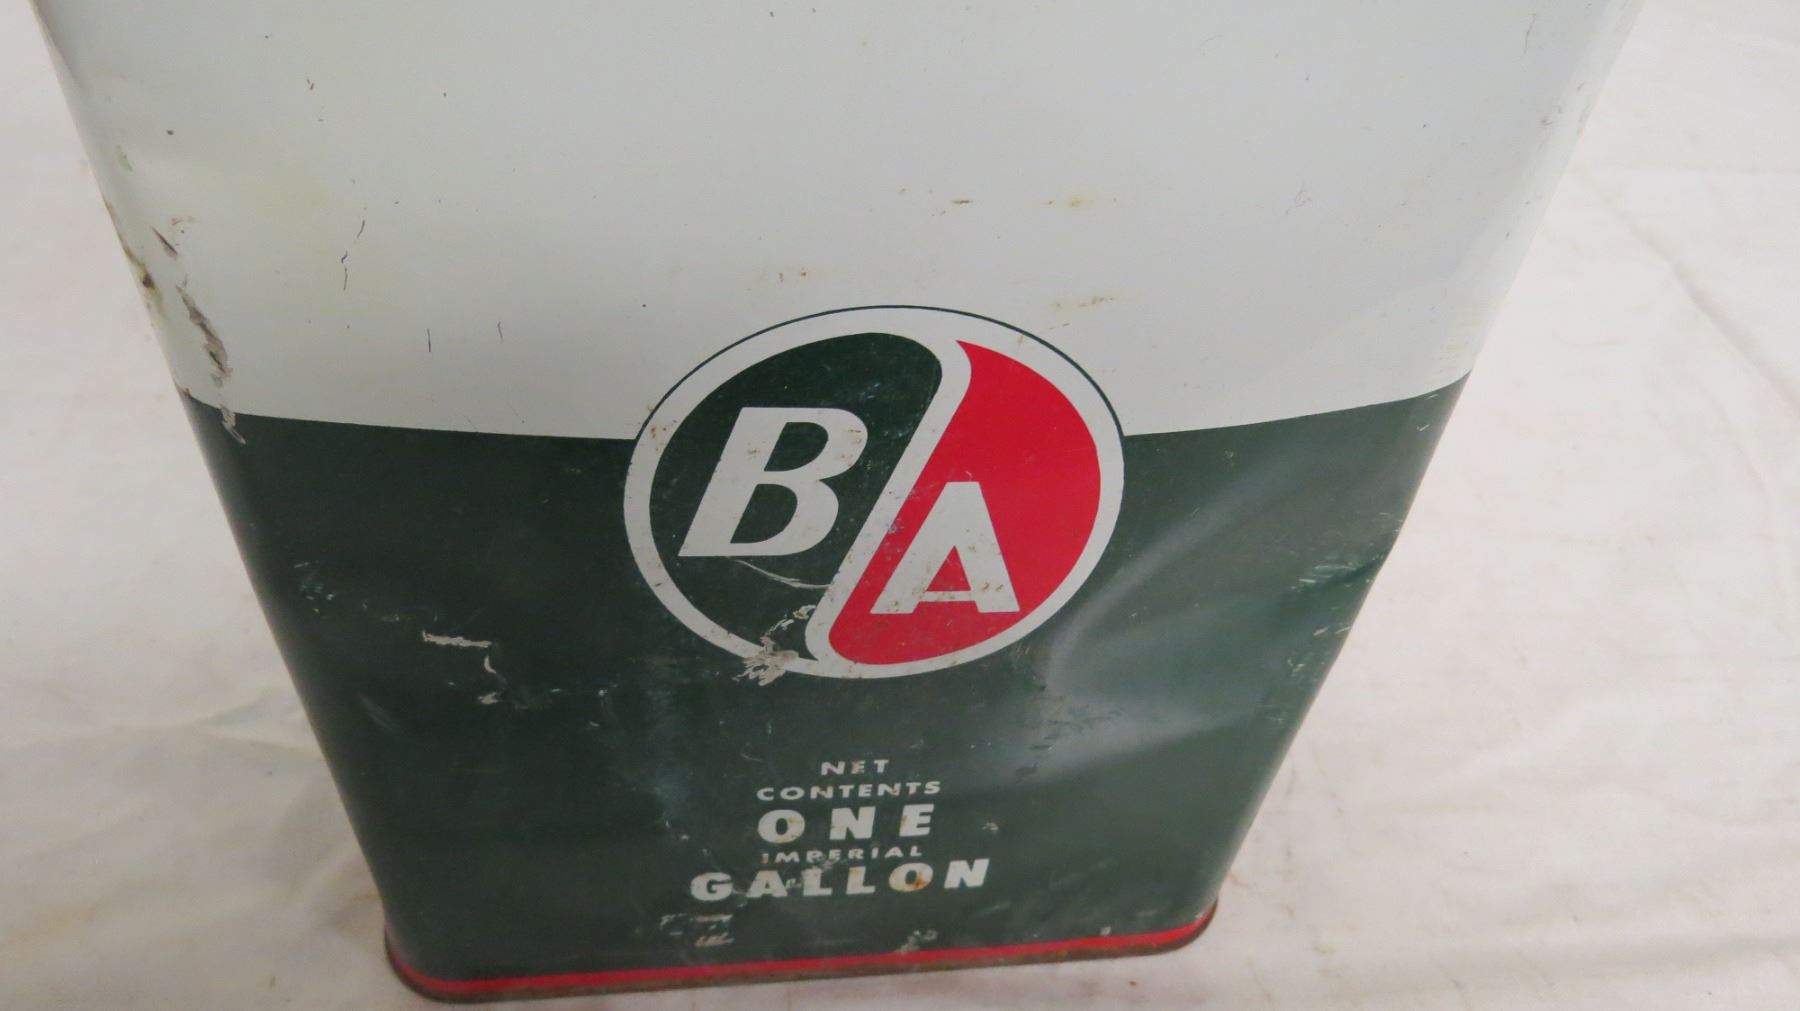 B
A
NET
CONTENTS
ONE
IMPERIAL
GALLON